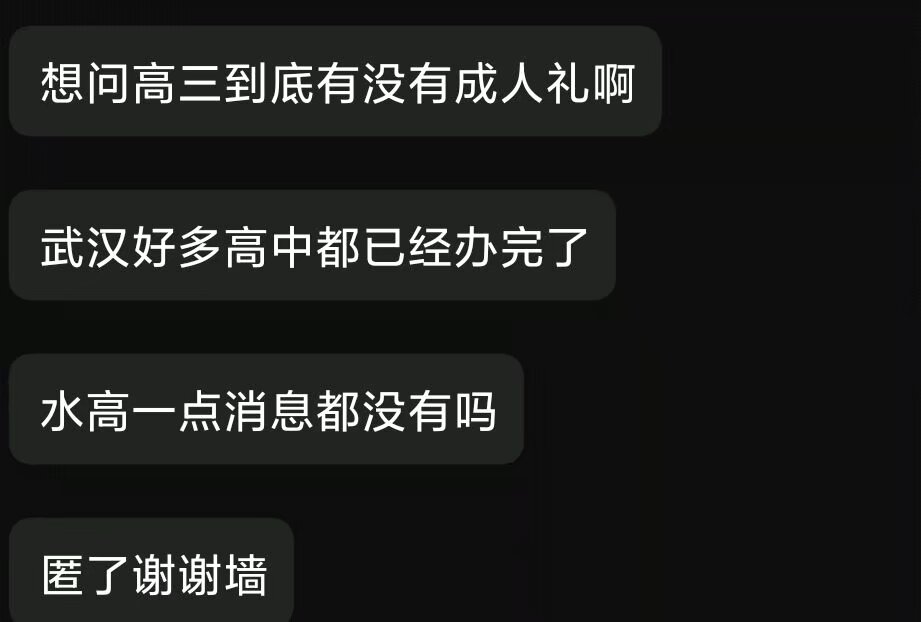 想问高三到底有没有成人礼啊
武汉好多高中都已经办完了
水高一点消息都没有吗
匿了谢谢墙